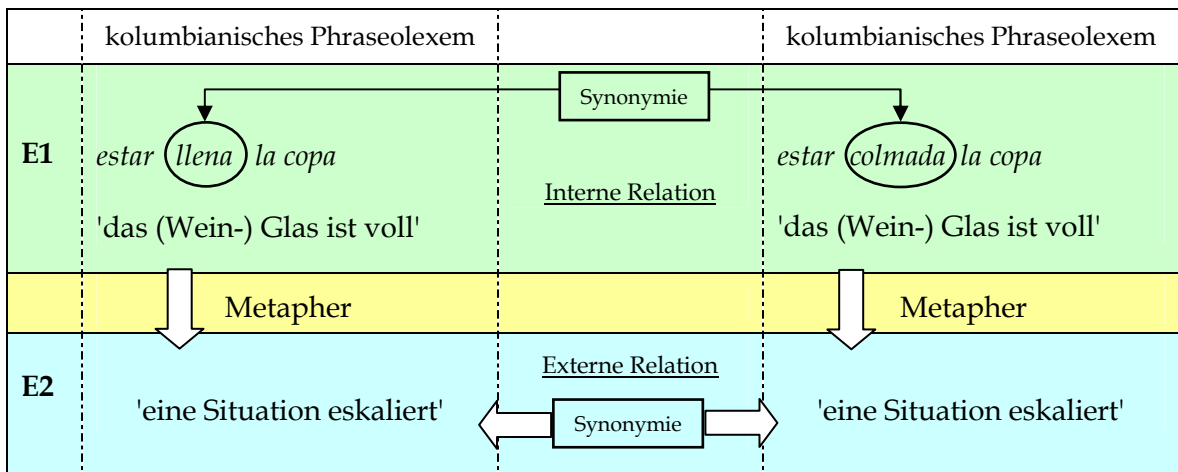 kolumbianisches Phraseolexem kolumbianisches Phraseolexem
Synonymie
E1 estar llena la copa estar colmada la copa
Interne Relation
'das (Wein-) Glas ist voll' 'das (Wein-) Glas ist voll'
Metapher Metapher
Externe Relation
E2 'eine Situation eskaliert' 'eine Situation eskaliert'
Synonymie